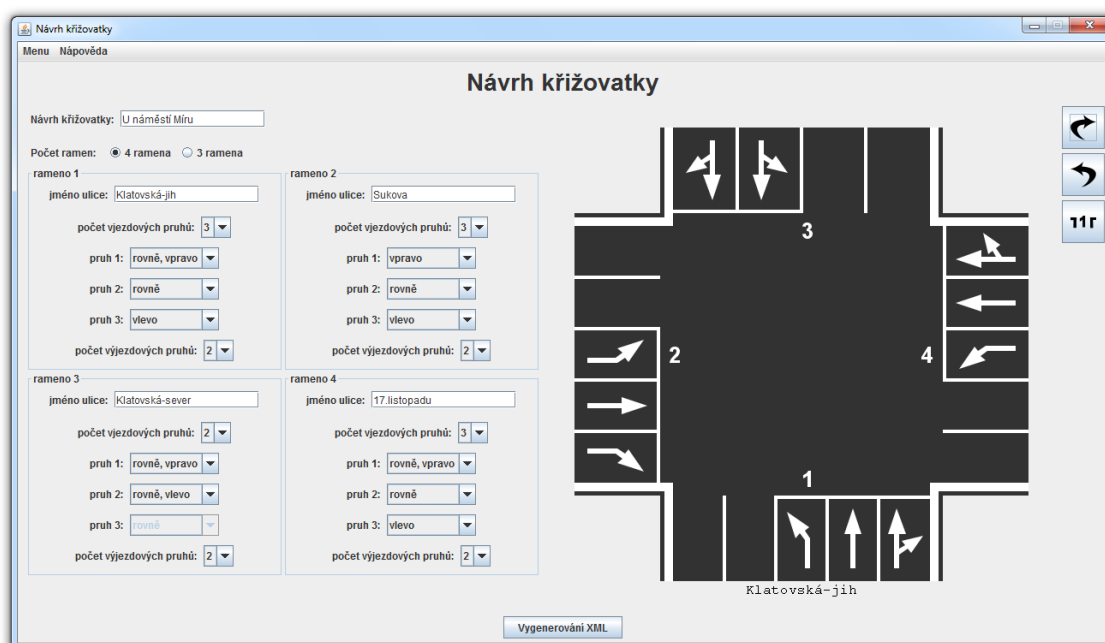 Návrh křižovatky
Menu Nápověda
Návrh křižovatky
Návrh křižovatky: U náměstí Míru
Počet ramen: 4 ramena 3 ramena
rameno 1
jméno ulice: Klatovská-jih
počet vjezdových pruhů: 3
pruh 1: rovně, vpravo
pruh 2: rovně
pruh 3: vlevo
počet výjezdových pruhů: 2
rameno 2
jméno ulice: Sukova
počet vjezdových pruhů: 3
pruh 1: vpravo
pruh 2: rovně
pruh 3: vlevo
počet výjezdových pruhů: 2
rameno 3
jméno ulice: Klatovská-sever
počet vjezdových pruhů: 2
pruh 1: rovně, vpravo
pruh 2: rovně, vlevo
pruh 3: rovně
počet výjezdových pruhů: 2
rameno 4
jméno ulice: 17.listopadu
počet vjezdových pruhů: 3
pruh 1: rovně, vpravo
pruh 2: rovně
pruh 3: vlevo
počet výjezdových pruhů: 2
3
2
4
1
Klatovská-jih
Vygenerování XML